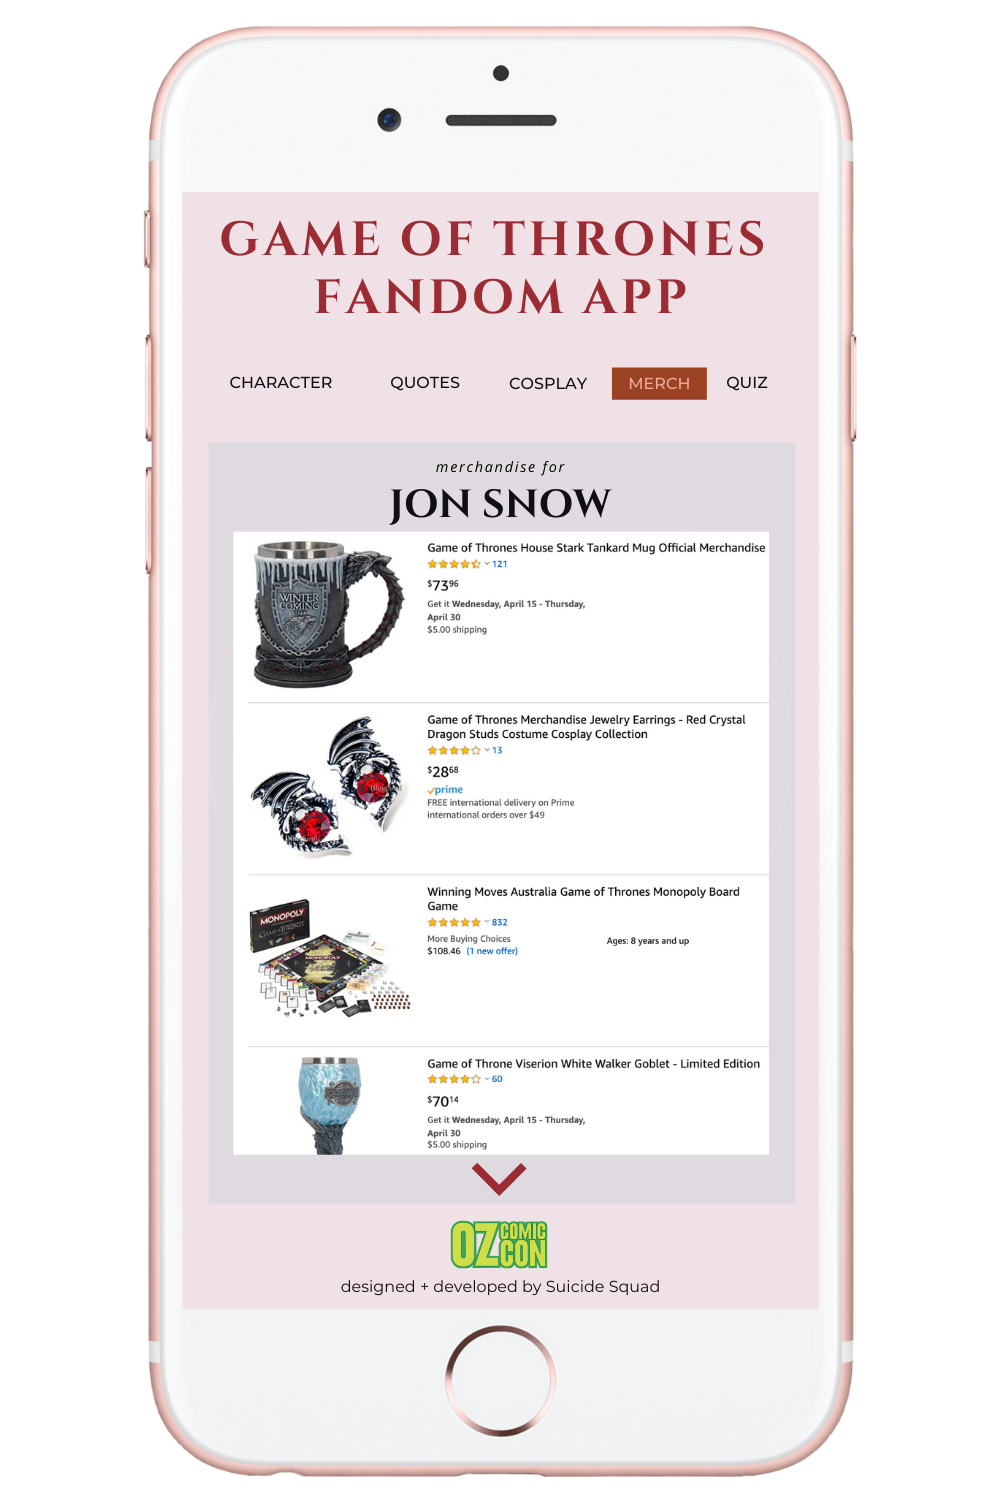 GAME OF THRONES
FANDOM APP
CHARACTER QUOTES COSPLAY MERCH QUIZ
merchandise for
JON SNOW
WINTER
COMING
Game of Thrones House Stark Tankard Mug Official Merchandise
121
$73.96
Get it Wednesday, April 15 - Thursday,
April 30
$5.00 shipping
Game of Thrones Merchandise Jewelry Earrings - Red Crystal
Dragon Studs Costume Cosplay Collection
13
$28.68
prime
FREE international delivery on Prime
international orders over $49
MONOPOLY
GAME OF THRONES
MONOPOLY
Winning Moves Australia Game of Thrones Monopoly Board
Game
832
More Buying Choices
$108.46 (1 new offer)
Ages: 8 years and up
Game of Throne Viserion White Walker Goblet - Limited Edition
60
$70.14
Get it Wednesday, April 15 - Thursday,
April 30
$5.00 shipping
OZ COMIC
CON
designed + developed by Suicide Squad